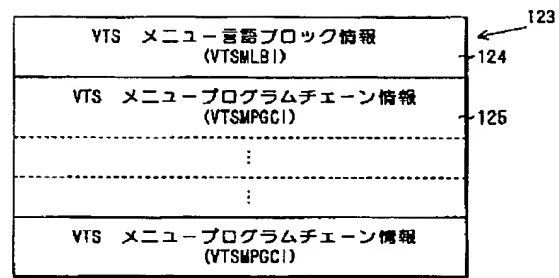 123
VTS メニュー言語ブロック情報
(VTSMLBI)
124
VTS メニュープログラムチェーン情報
(VTSMPGCI)
125
⋮
⋮
VTS メニュープログラムチェーン情報
(VTSMPGCI)